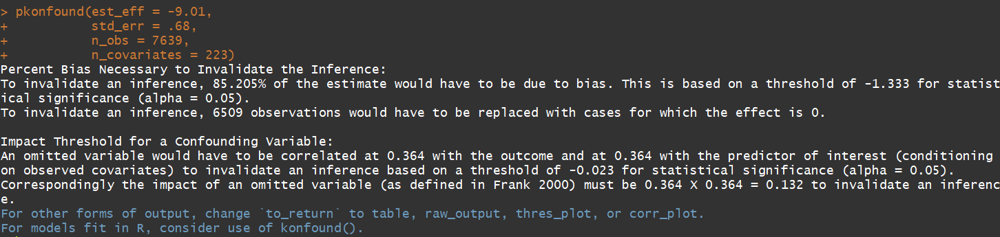 > pkonfound(est_eff = -9.01,
+           std_err = .68,
+           n_obs = 7639,
+           n_covariates = 223)
Percent Bias Necessary to Invalidate the Inference:
To invalidate an inference, 85.205% of the estimate would have to be due to bias. This is based on a threshold of -1.333 for statist
ical significance (alpha = 0.05).
To invalidate an inference, 6509 observations would have to be replaced with cases for which the effect is 0.

Impact Threshold for a Confounding Variable:
An omitted variable would have to be correlated at 0.364 with the outcome and at 0.364 with the predictor of interest (conditioning
on observed covariates) to invalidate an inference based on a threshold of -0.023 for statistical significance (alpha = 0.05).
Correspondingly the impact of an omitted variable (as defined in Frank 2000) must be 0.364 X 0.364 = 0.132 to invalidate an inferenc
e.
For other forms of output, change `to_return` to table, raw_output, thres_plot, or corr_plot.
For models fit in R, consider use of konfound().